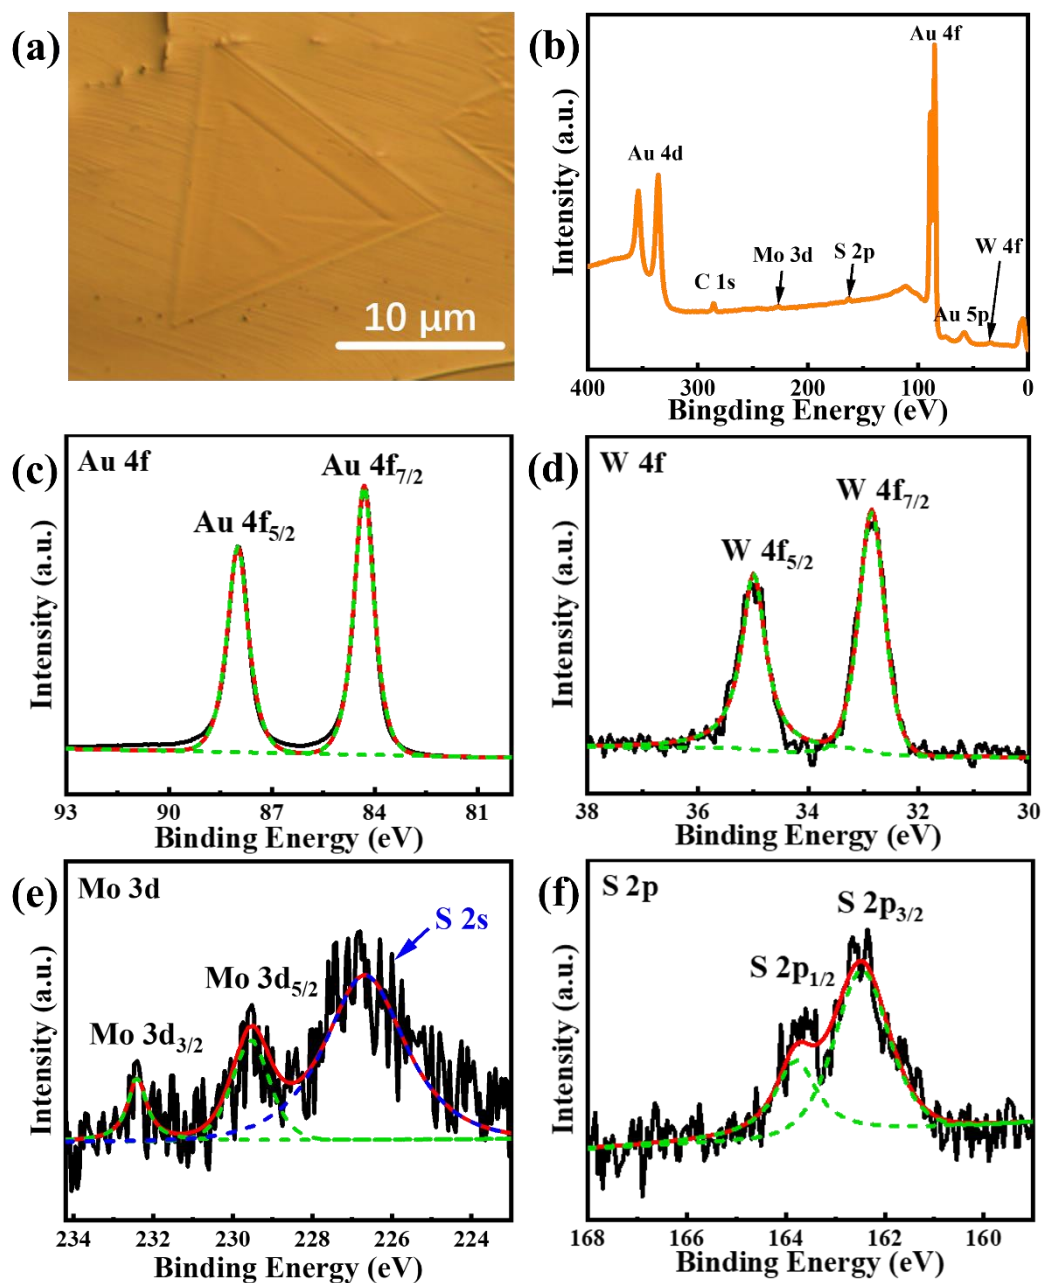 (a)
10 μm
(b)
Intensity (a.u.)
Au 4f
Au 4d
C 1s
Mo 3d
S 2p
W 4f
Au 5p
400 300 200 100 0
Bingding Energy (eV)
(c)
Intensity (a.u.)
Au 4f
Au 4f5/2
Au 4f7/2
93 90 87 84 81
Binding Energy (eV)
(d)
Intensity (a.u.)
W 4f
W 4f5/2
W 4f7/2
38 36 34 32 30
Binding Energy (eV)
(e)
Intensity (a.u.)
Mo 3d
Mo 3d3/2
Mo 3d5/2
S 2s
234 232 230 228 226 224
Binding Energy (eV)
(f)
Intensity (a.u.)
S 2p
S 2p1/2
S 2p3/2
168 166 164 162 160
Binding Energy (eV)